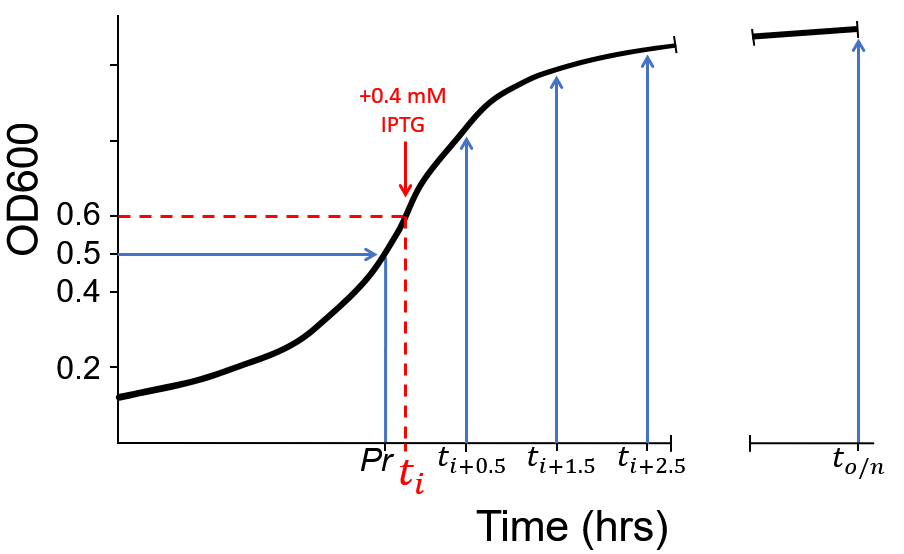 +0.4 mM
IPTG
OD600
0.6
0.5
0.4
0.2
Pr
t_i
t_{i+0.5}
t_{i+1.5}
t_{i+2.5}
t_{o/n}
Time (hrs)